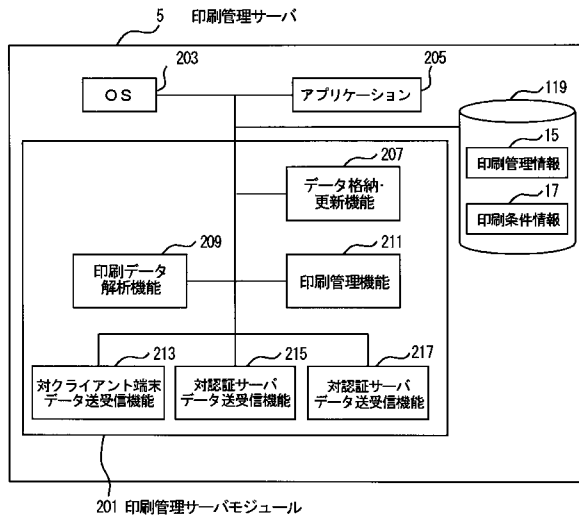 5 印刷管理サーバ
203
OS
205
アプリケーション
119
15
印刷管理情報
17
印刷条件情報
207
データ格納・
更新機能
209
印刷データ
解析機能
211
印刷管理機能
213
対クライアント端末
データ送受信機能
215
対認証サーバ
データ送受信機能
217
対認証サーバ
データ送受信機能
201 印刷管理サーバモジュール